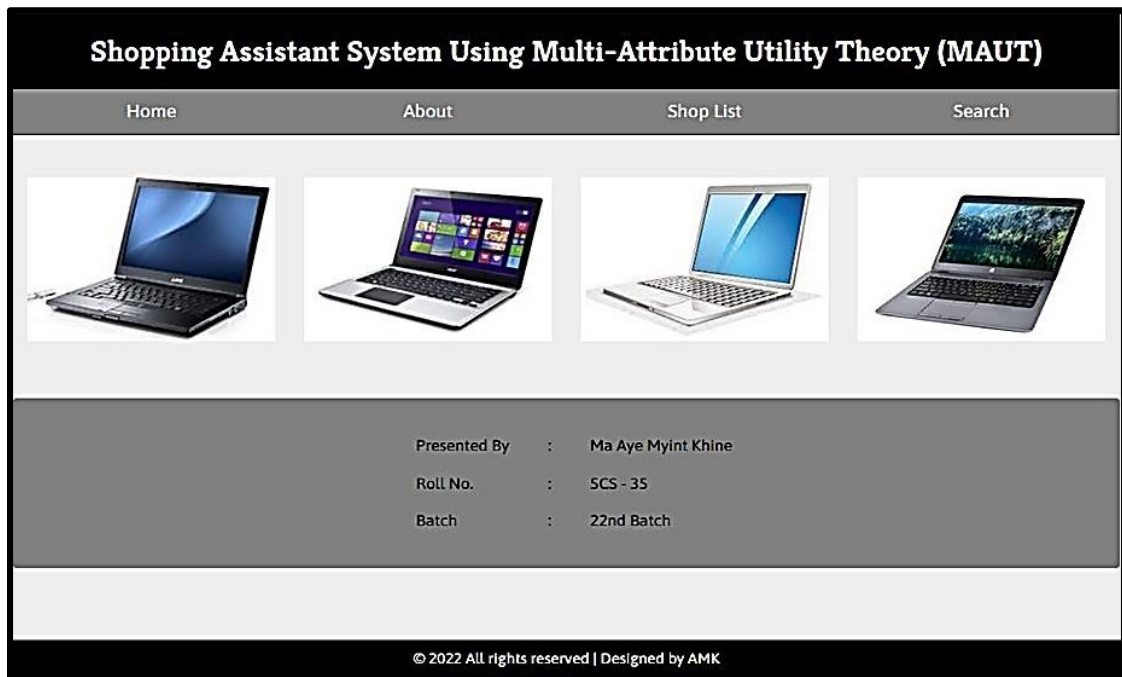 Shopping Assistant System Using Multi-Attribute Utility Theory (MAUT)
Home About Shop List Search
Presented By : Ma Aye Myint Khine
Roll No. : 5CS - 35
Batch : 22nd Batch
© 2022 All rights reserved | Designed by AMK